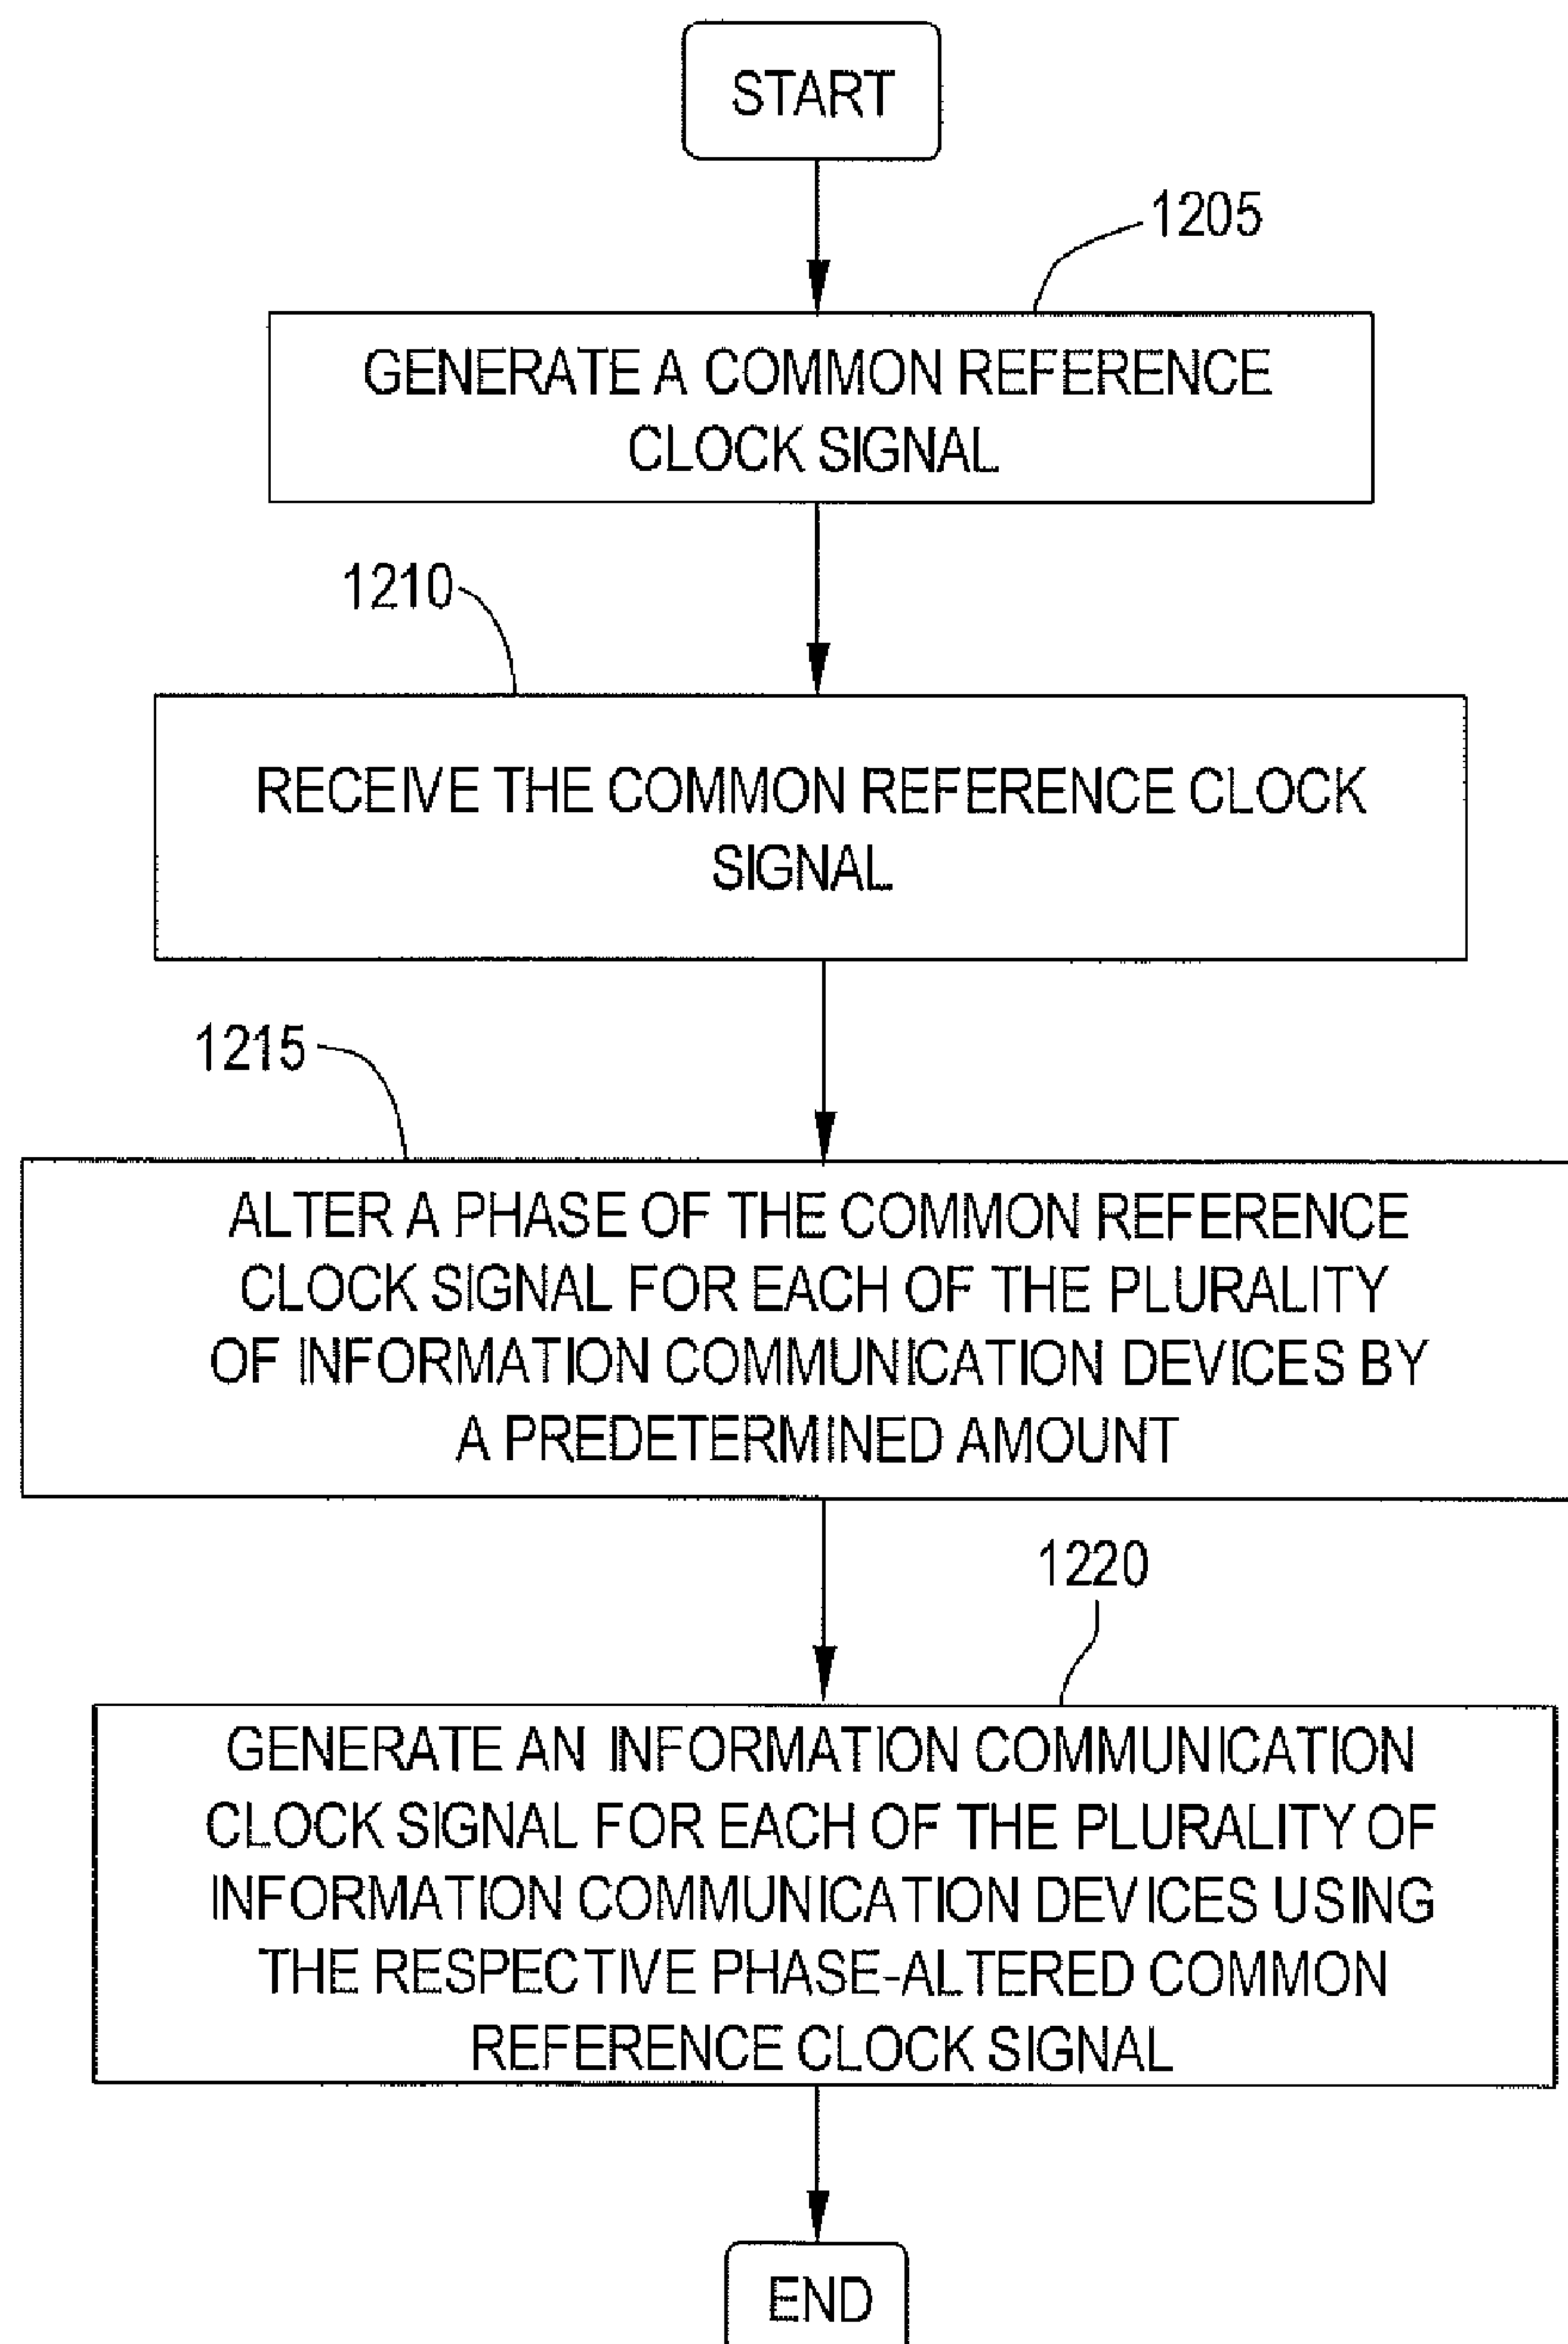 START
1205
GENERATE A COMMON REFERENCE
CLOCK SIGNAL
1210
RECEIVE THE COMMON REFERENCE CLOCK
SIGNAL
1215
ALTER A PHASE OF THE COMMON REFERENCE
CLOCK SIGNAL FOR EACH OF THE PLURALITY
OF INFORMATION COMMUNICATION DEVICES BY
A PREDETERMINED AMOUNT
1220
GENERATE AN INFORMATION COMMUNICATION
CLOCK SIGNAL FOR EACH OF THE PLURALITY OF
INFORMATION COMMUNICATION DEVICES USING
THE RESPECTIVE PHASE-ALTERED COMMON
REFERENCE CLOCK SIGNAL
END